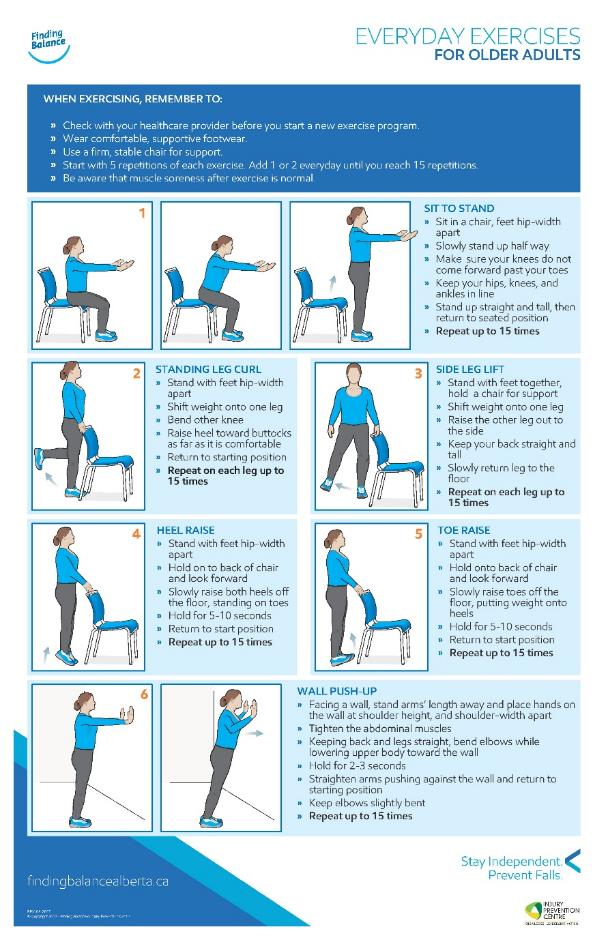 Finding
Balance
EVERYDAY EXERCISES
FOR OLDER ADULTS
WHEN EXERCISING, REMEMBER TO:
» Check with your healthcare provider before you start a new exercise program.
» Wear comfortable, supportive footwear.
» Use a firm, stable chair for support.
» Start with 5 repetitions of each exercise. Add 1 or 2 everyday until you reach 15 repetitions.
» Be aware that muscle soreness after exercise is normal.
1
SIT TO STAND
» Sit in a chair, feet hip-width
apart
» Slowly stand up half way
» Make sure your knees do not
come forward past your toes
» Keep your hips, knees, and
ankles in line
» Stand up straight and tall, then
return to seated position
» Repeat up to 15 times
2
STANDING LEG CURL
» Stand with feet hip-width
apart
» Shift weight onto one leg
» Bend other knee
» Raise heel toward buttocks
as far as it is comfortable
» Return to starting position
» Repeat on each leg up to
15 times
3
SIDE LEG LIFT
» Stand with feet together,
hold a chair for support
» Shift weight onto one leg
» Raise the other leg out to
the side
» Keep your back straight and
tall
» Slowly return leg to the
floor
» Repeat on each leg up to
15 times
4
HEEL RAISE
» Stand with feet hip-width
apart
» Hold on to back of chair
and look forward
» Slowly raise both heels off
the floor, standing on toes
» Hold for 5-10 seconds
» Return to start position
» Repeat up to 15 times
5
TOE RAISE
» Stand with feet hip-width
apart
» Hold onto back of chair
and look forward
» Slowly raise toes off the
floor, putting weight onto
heels
» Hold for 5-10 seconds
» Return to start position
» Repeat up to 15 times
6
WALL PUSH-UP
» Facing a wall, stand arms' length away and place hands on
the wall at shoulder height, and shoulder-width apart
» Tighten the abdominal muscles
» Keeping back and legs straight, bend elbows while
lowering upper body toward the wall
» Hold for 2-3 seconds
» Straighten arms pushing against the wall and return to
starting position
» Keep elbows slightly bent
» Repeat up to 15 times
Stay Independent.
Prevent Falls.
findingbalancealberta.ca
INJURY
PREVENTION
CENTRE